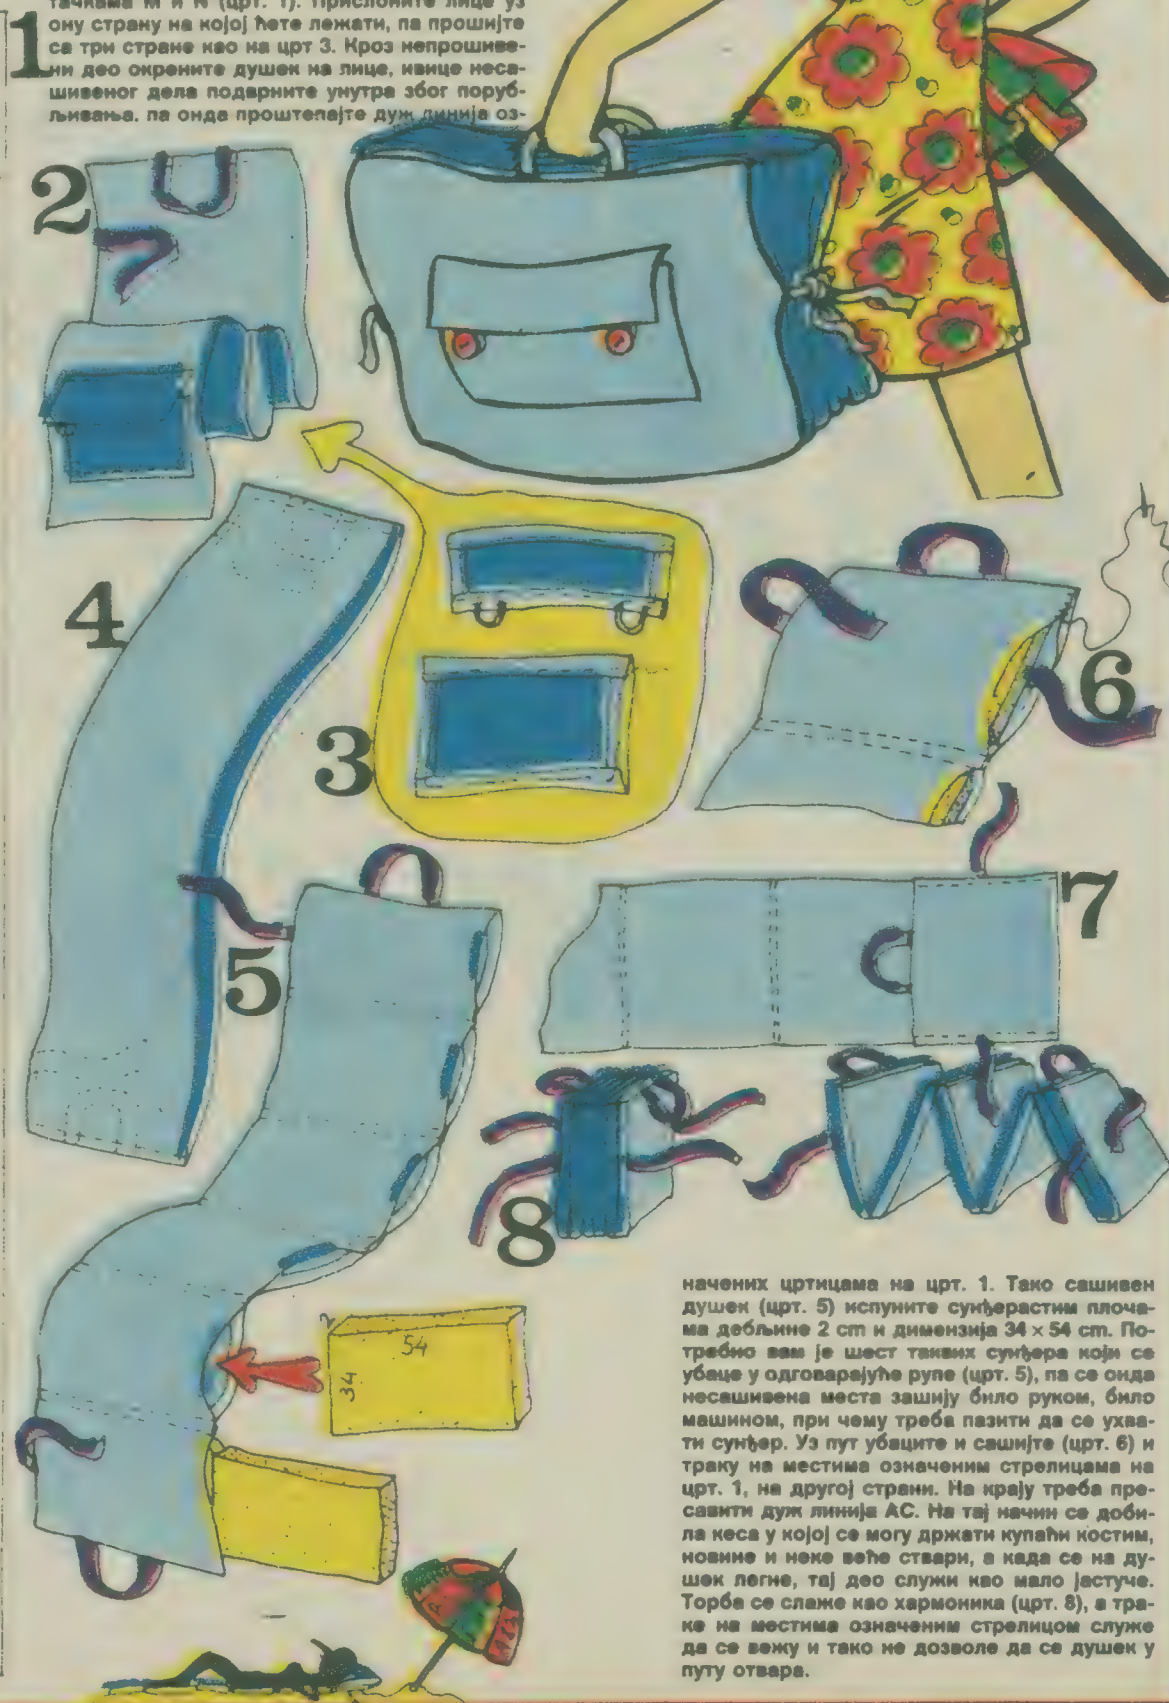 тачкама М и N (црт. 1). Прислоните лице уз
ону страну на којој ћете лежати, па прошијте
са три стране као на црт 3. Кроз непрошиве-
ни део окрените душек на лице, ивице неса-
шивеног дела подврните унутра због поруб-
љивања. па онда проштепајте дуж линија оз-
1
2
4
3
6
7
5
8
54
34
2
начених цртицама на црт. 1. Тако сашивен
душек (црт. 5) испуните сунђерастим плоча-
ма дебљине 2 cm и димензија 34 x 54 cm. По-
требно вам је шест таквих сунђера који се
убаце у одговарајуће рупе (црт. 5), па се онда
несашивена места зашију било руком, било
машином, при чему треба пазити да се ухва-
ти сунђер. Уз пут убаците и сашијте (црт. 6) и
траку на местима означеним стрелицама на
црт. 1, на другој страни. На крају треба пре-
савити дуж линија АС. На тај начин се доби-
ла кеса у којој се могу држати купаћи костим,
новине и неке веће ствари, а када се на ду-
шек легне, тај део служи као мало јастуче.
Торба се слаже као хармоника (црт. 8), а тра-
ке на местима означеним стрелицом служе
да се вежу и тако не дозволе да се душек у
путу отвара.